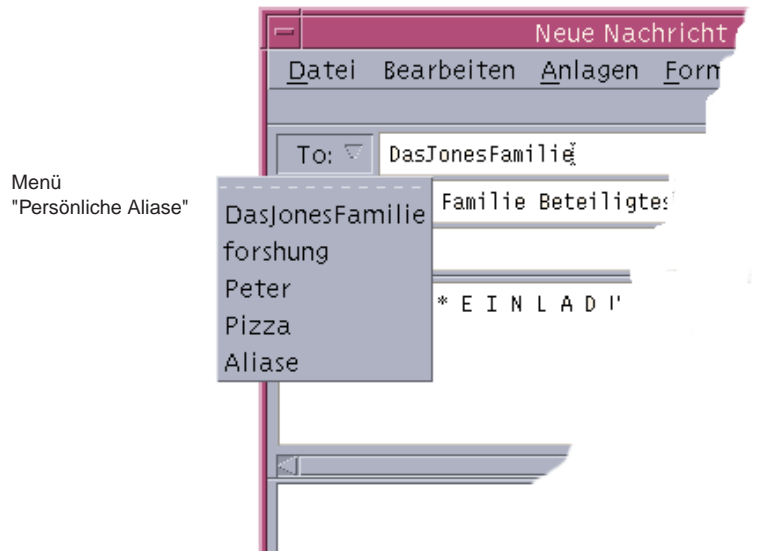 Neue Nachricht
Datei Bearbeiten Anlagen Form
To: DasJonesFamilie
Menü
"Persönliche Aliase"
Familie Beteiligtes
DasJonesFamilie
forshung
Peter
Pizza
Aliase
* E I N L A D